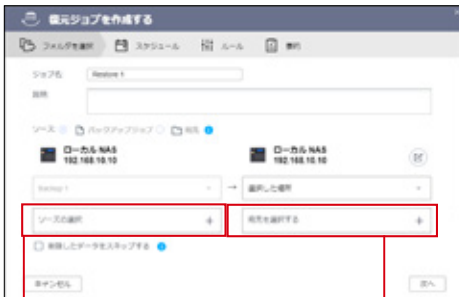 復元ジョブを作成する
フォルダを選択 スケジュール ルール 要約
ジョブ名: Restore 1
説明:
ソース: バックアップジョブ 宛先
ローカル NAS
192.168.10.10
ローカル NAS
192.168.10.10
Backup 1 → 選択した場所
ソースの選択 +
宛先を選択する +
破損したデータをスキップする
キャンセル
次へ